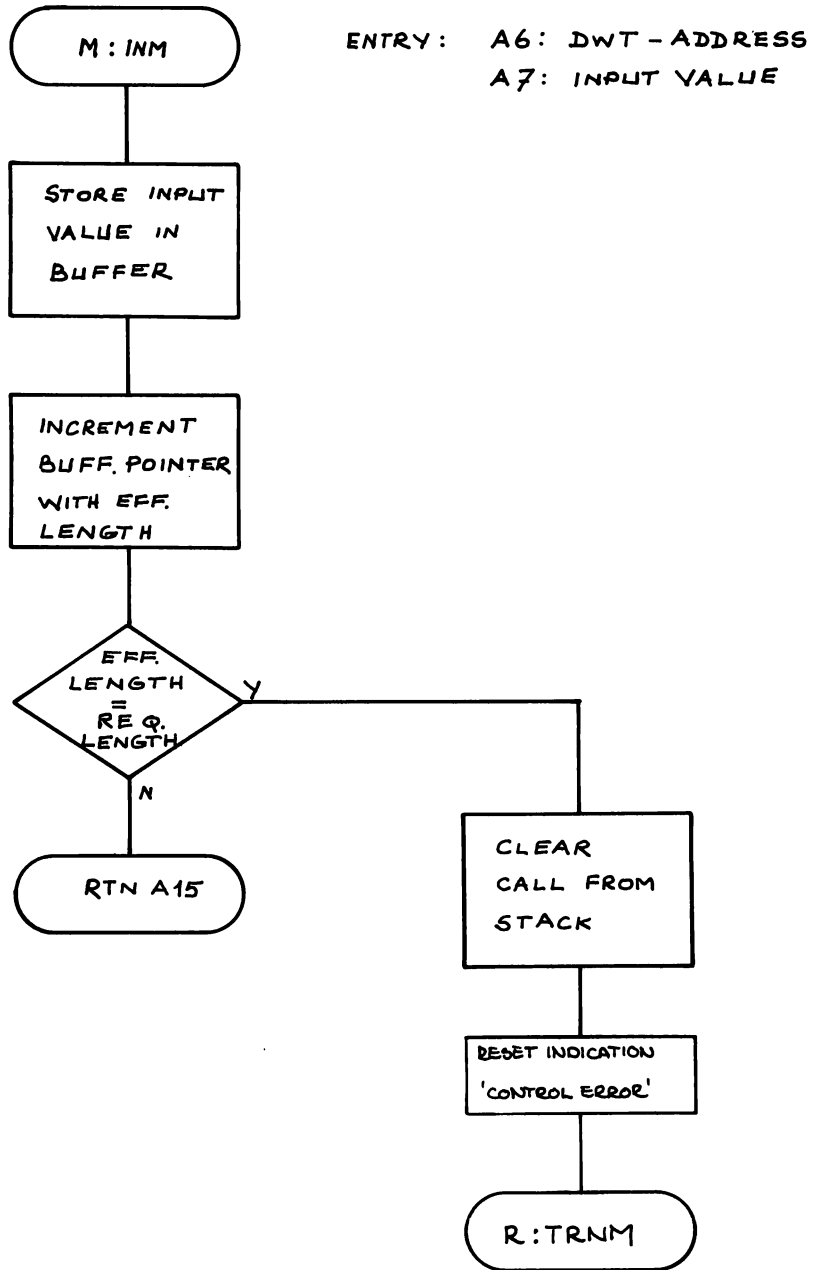 M : INM
ENTRY : A6: DWT - ADDRESS
A7: INPUT VALUE
STORE INPUT
VALUE IN
BUFFER
INCREMENT
BUFF. POINTER
WITH EFF.
LENGTH
EFF.
LENGTH
=
REQ.
LENGTH
Y
N
RTN A15
CLEAR
CALL FROM
STACK
RESET INDICATION
'CONTROL ERROR'
R : TRNM